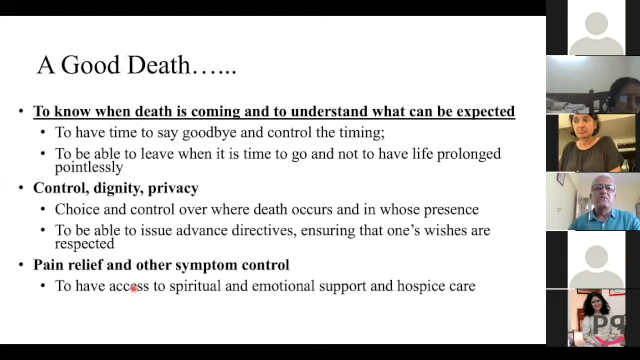 A Good Death…...
• To know when death is coming and to understand what can be expected
• To have time to say goodbye and control the timing;
• To be able to leave when it is time to go and not to have life prolonged
pointlessly
• Control, dignity, privacy
• Choice and control over where death occurs and in whose presence
• To be able to issue advance directives, ensuring that one's wishes are
respected
• Pain relief and other symptom control
• To have access to spiritual and emotional support and hospice care